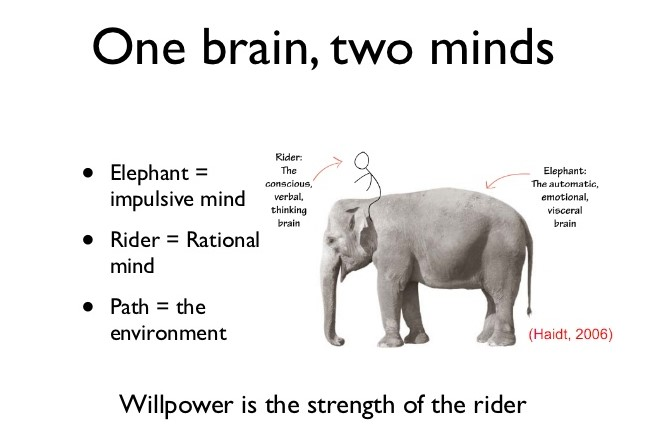 One brain, two minds
• Elephant =
impulsive mind
• Rider = Rational
mind
• Path = the
environment
Rider:
The
conscious,
verbal,
thinking
brain
Elephant:
The automatic,
emotional,
visceral
brain
(Haidt, 2006)
Willpower is the strength of the rider